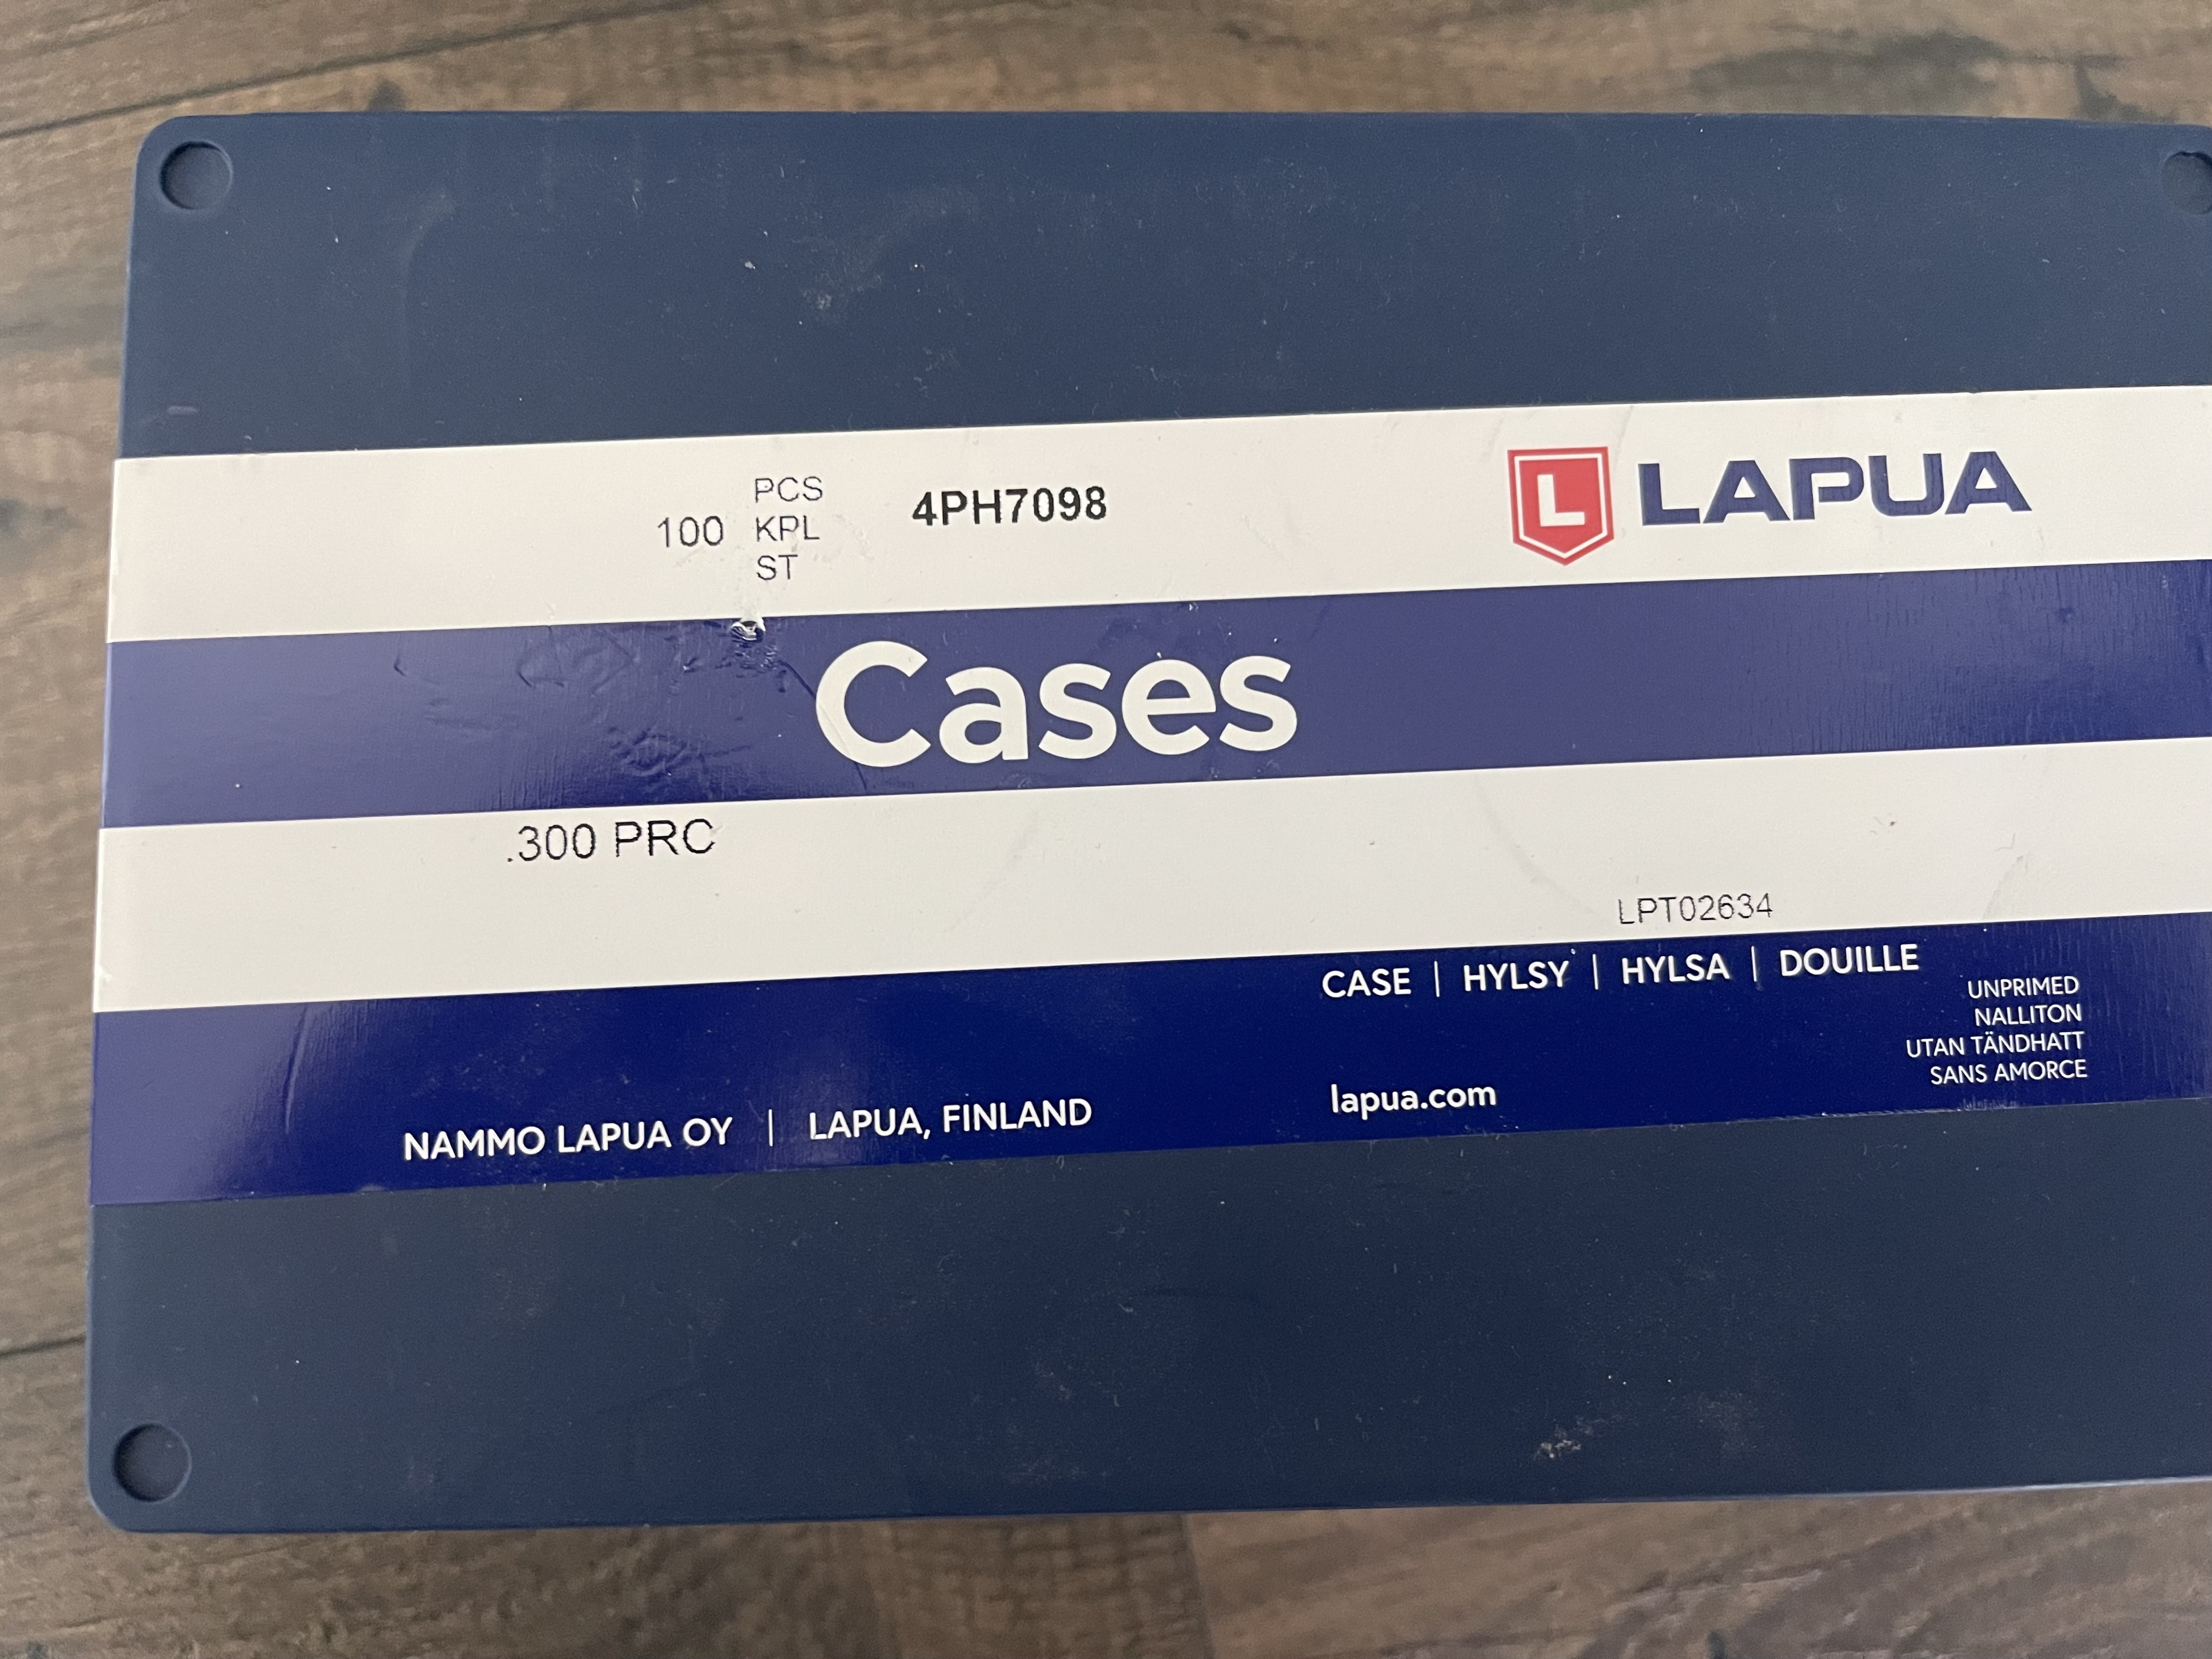 100 PCS KPL ST 4PH7098
L LAPUA
Cases
.300 PRC
LPT02634
CASE | HYLSY | HYLSA | DOUILLE
UNPRIMED
NALLITON
UTAN TÄNDHATT
SANS AMORCE
NAMMO LAPUA OY | LAPUA, FINLAND
lapua.com